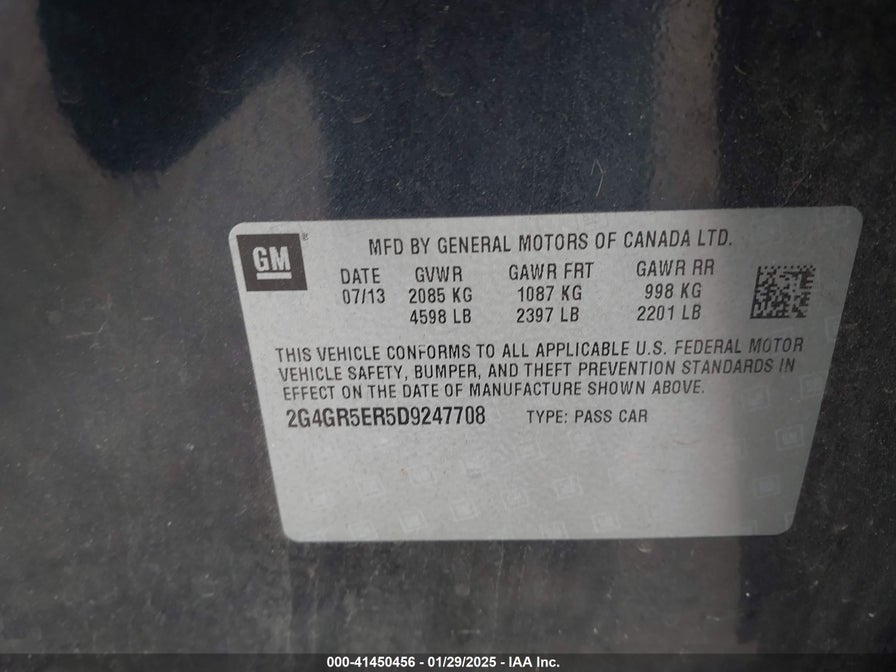 GM
MFD BY GENERAL MOTORS OF CANADA LTD.
DATE GVWR GAWR FRT GAWR RR
07/13 2085 KG 1087 KG 998 KG
4598 LB 2397 LB 2201 LB
THIS VEHICLE CONFORMS TO ALL APPLICABLE U.S. FEDERAL MOTOR
VEHICLE SAFETY, BUMPER, AND THEFT PREVENTION STANDARDS IN
EFFECT ON THE DATE OF MANUFACTURE SHOWN ABOVE.
2G4GR5ER5D9247708 TYPE: PASS CAR
000-41450456 - 01/29/2025 - IAA Inc.